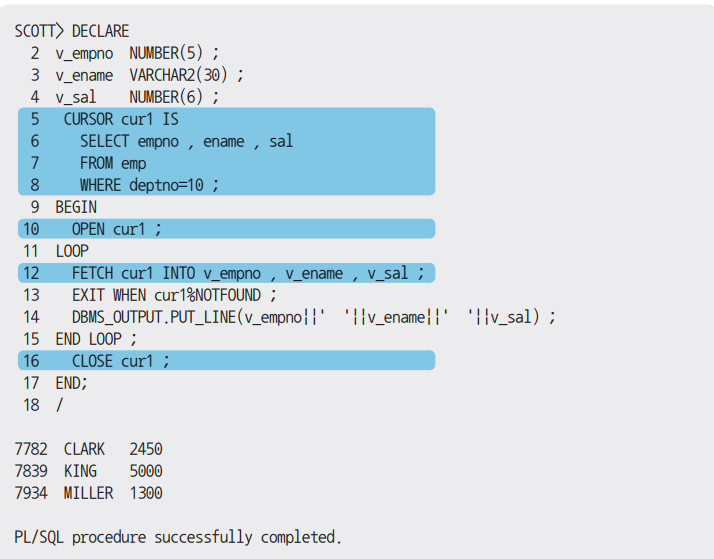 SCOTT> DECLARE
2 v_empno NUMBER(5) ;
3 v_ename VARCHAR2(30) ;
4 v_sal NUMBER(6) ;
5 CURSOR cur1 IS
6 SELECT empno , ename , sal
7 FROM emp
8 WHERE deptno=10 ;
9 BEGIN
10 OPEN cur1 ;
11 LOOP
12 FETCH cur1 INTO v_empno , v_ename , v_sal ;
13 EXIT WHEN cur1%NOTFOUND ;
14 DBMS_OUTPUT.PUT_LINE(v_empno||'  '||v_ename||'  '||v_sal) ;
15 END LOOP ;
16 CLOSE cur1 ;
17 END;
18 /
7782 CLARK 2450
7839 KING 5000
7934 MILLER 1300
PL/SQL procedure successfully completed.